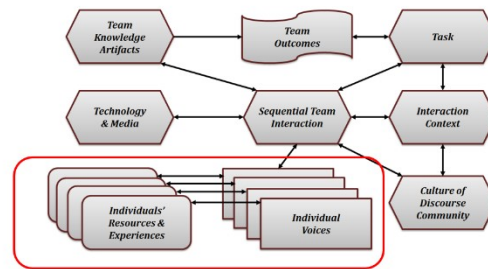 Team
Knowledge
Artifacts
Team
Outcomes
Task
Technology
& Media
Sequential Team
Interaction
Interaction
Context
Individuals'
Resources &
Experiences
Individual
Voices
Culture of
Discourse
Community